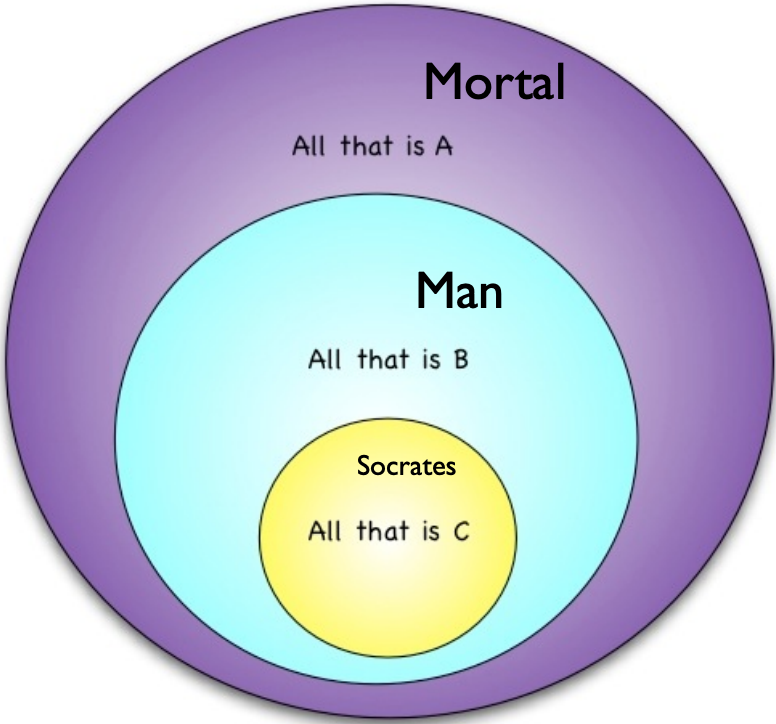 Mortal
All that is A
Man
All that is B
Socrates
All that is C